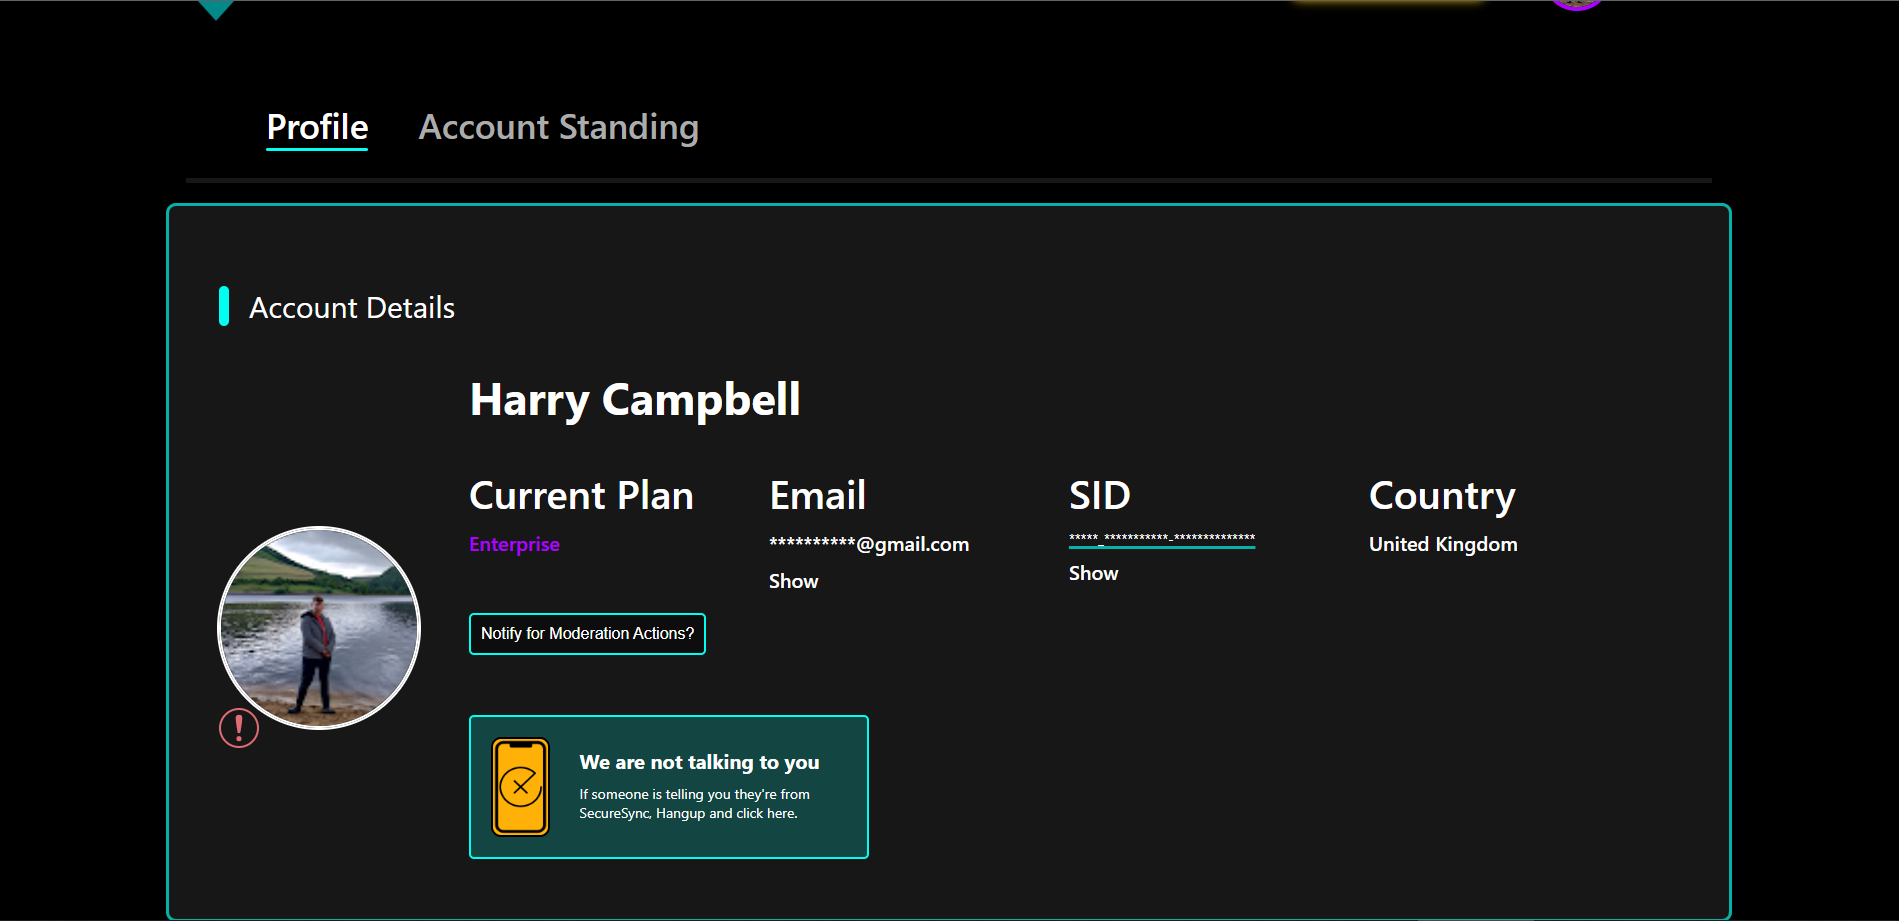 Profile Account Standing
Account Details
Harry Campbell
Current Plan
Enterprise
Email
**********@gmail.com
Show
SID
*****_***********-**************
Show
Country
United Kingdom
Notify for Moderation Actions?
!
We are not talking to you
If someone is telling you they're from
SecureSync, Hangup and click here.